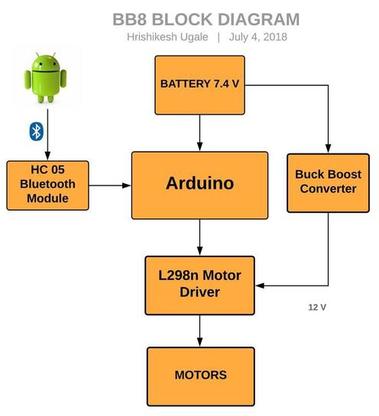 BB8 BLOCK DIAGRAM
Hrishikesh Ugale | July 4, 2018
BATTERY 7.4 V
HC 05
Bluetooth
Module
Arduino
Buck Boost
Converter
L298n Motor
Driver
12 V
MOTORS